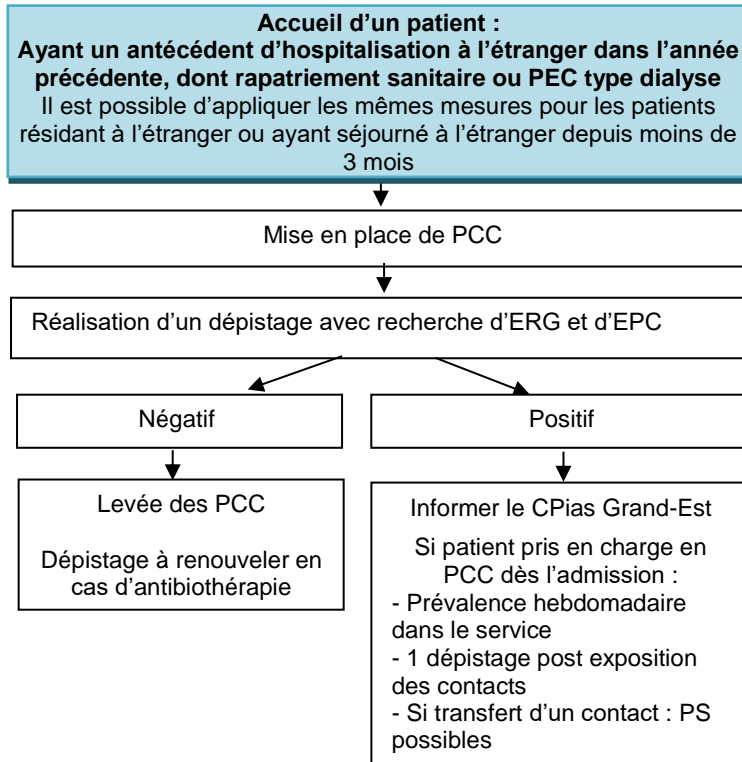 Accueil d’un patient :
Ayant un antécédent d’hospitalisation à l’étranger dans l’année
précédente, dont rapatriement sanitaire ou PEC type dialyse
Il est possible d’appliquer les mêmes mesures pour les patients
résidant à l’étranger ou ayant séjourné à l’étranger depuis moins de
3 mois
Mise en place de PCC
Réalisation d’un dépistage avec recherche d’ERG et d’EPC
Négatif
Positif
Levée des PCC
Dépistage à renouveler en
cas d’antibiothérapie
Informer le CPias Grand-Est
Si patient pris en charge en
PCC dès l’admission :
- Prévalence hebdomadaire
dans le service
- 1 dépistage post exposition
des contacts
- Si transfert d’un contact : PS
possibles